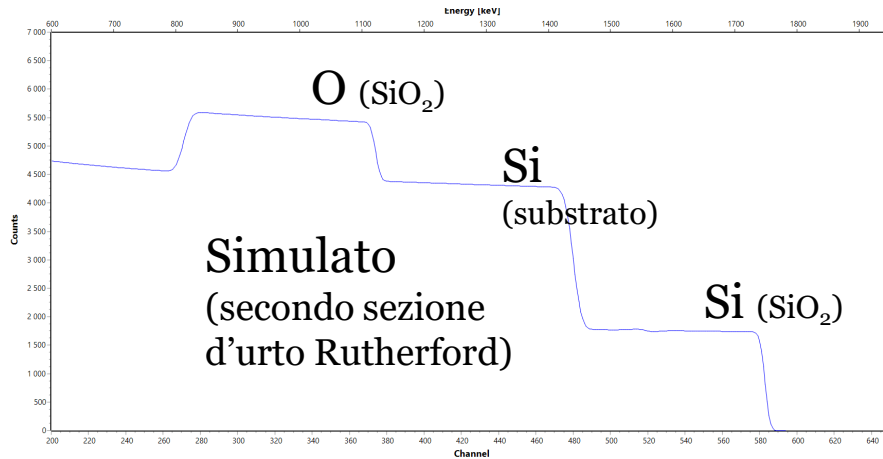 Energy [keV]
600 700 800 900 1000 1100 1200 1300 1400 1500 1600 1700 1800 1900
7 000
6 500
6 000
5 500
5 000
4 500
4 000
3 500
3 000
2 500
2 000
1 500
1 000
500
0
Counts
O (SiO₂)
Si
(substrato)
Simulato
(secondo sezione
d'urto Rutherford)
Si (SiO₂)
200 220 240 260 280 300 320 340 360 380 400 420 440 460 480 500 520 540 560 580 600 620 640
Channel